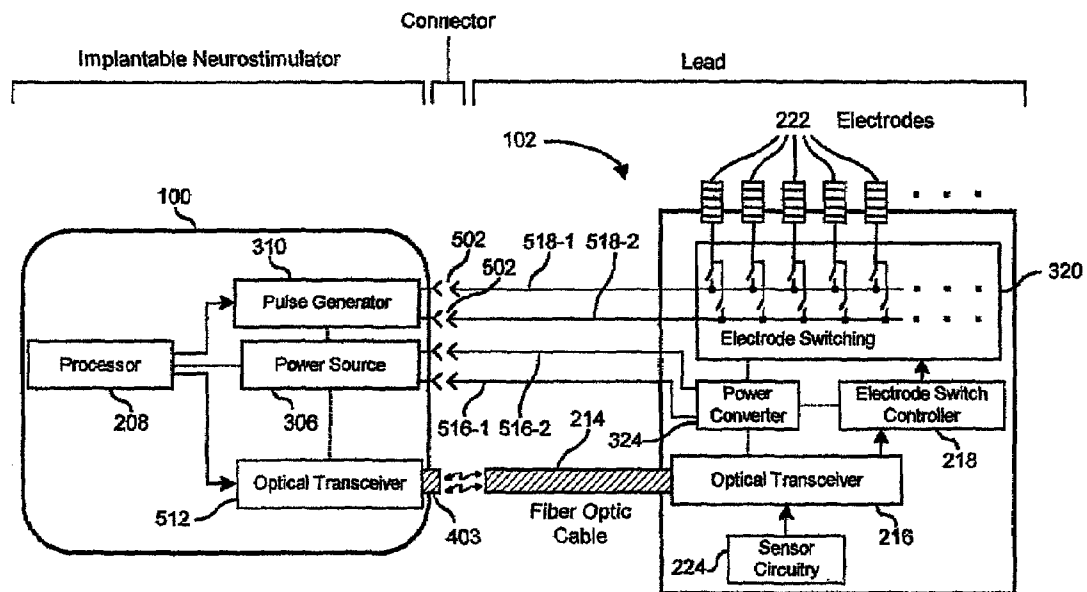 Connector
Implantable Neurostimulator
Lead
222 Electrodes
102
100
310
502
502
518-1
518-2
320
Pulse Generator
Processor
208
Power Source
306
Electrode Switching
516-1
516-2
214
Power
Converter
324
Electrode Switch
Controller
218
Optical Transceiver
512
403
Fiber Optic
Cable
Optical Transceiver
216
224
Sensor
Circuitry